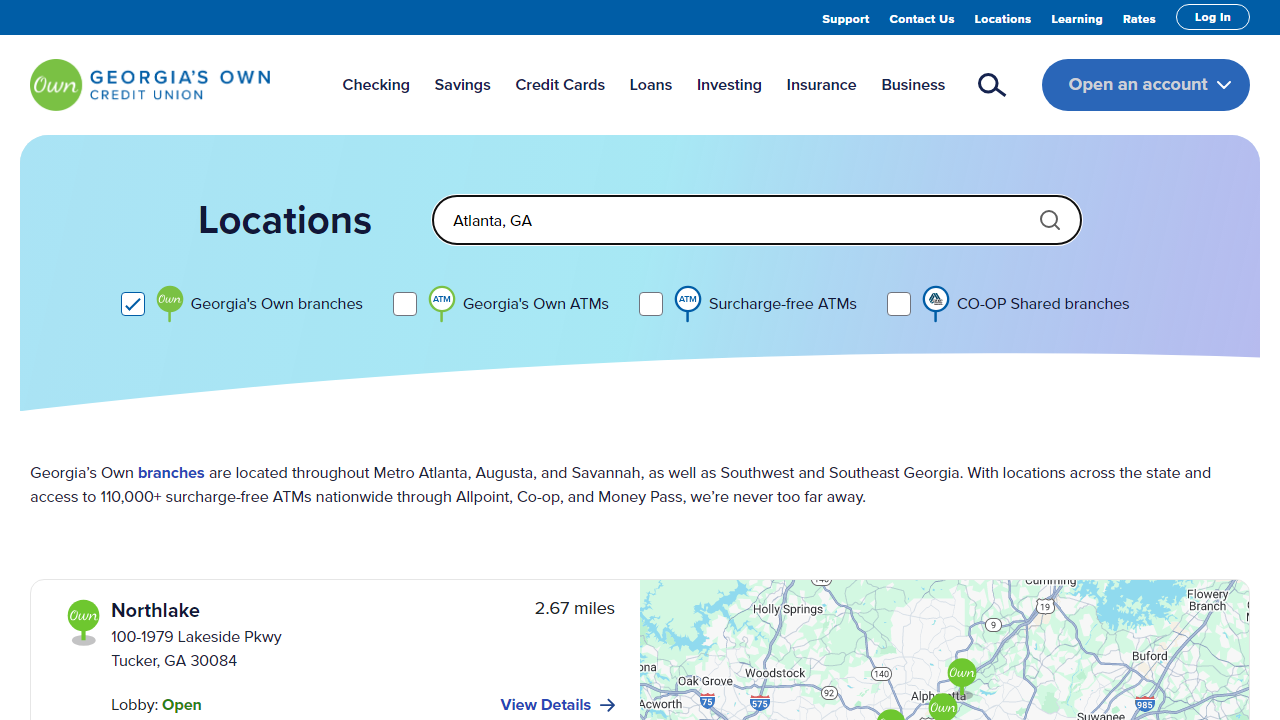 Support Contact Us Locations Learning Rates Log In
Own GEORGIA'S OWN
CREDIT UNION
Checking Savings Credit Cards Loans Investing Insurance Business Open an account
Locations
Atlanta, GA
Own Georgia's Own branches ATM Georgia's Own ATMs ATM Surcharge-free ATMs CO-OP Shared branches
Georgia's Own branches are located throughout Metro Atlanta, Augusta, and Savannah, as well as Southwest and Southeast Georgia. With locations across the state and
access to 110,000+ surcharge-free ATMs nationwide through Allpoint, Co-op, and Money Pass, we're never too far away.
Own Northlake 2.67 miles
100-1979 Lakeside Pkwy
Tucker, GA 30084
Lobby: Open View Details
Cumming
Holly Springs
Flowery
Branch
19
9
Buford
Woodstock
140
Own
Oak Grove
92
Acworth
75
575
Own
985
Suwanee
Own